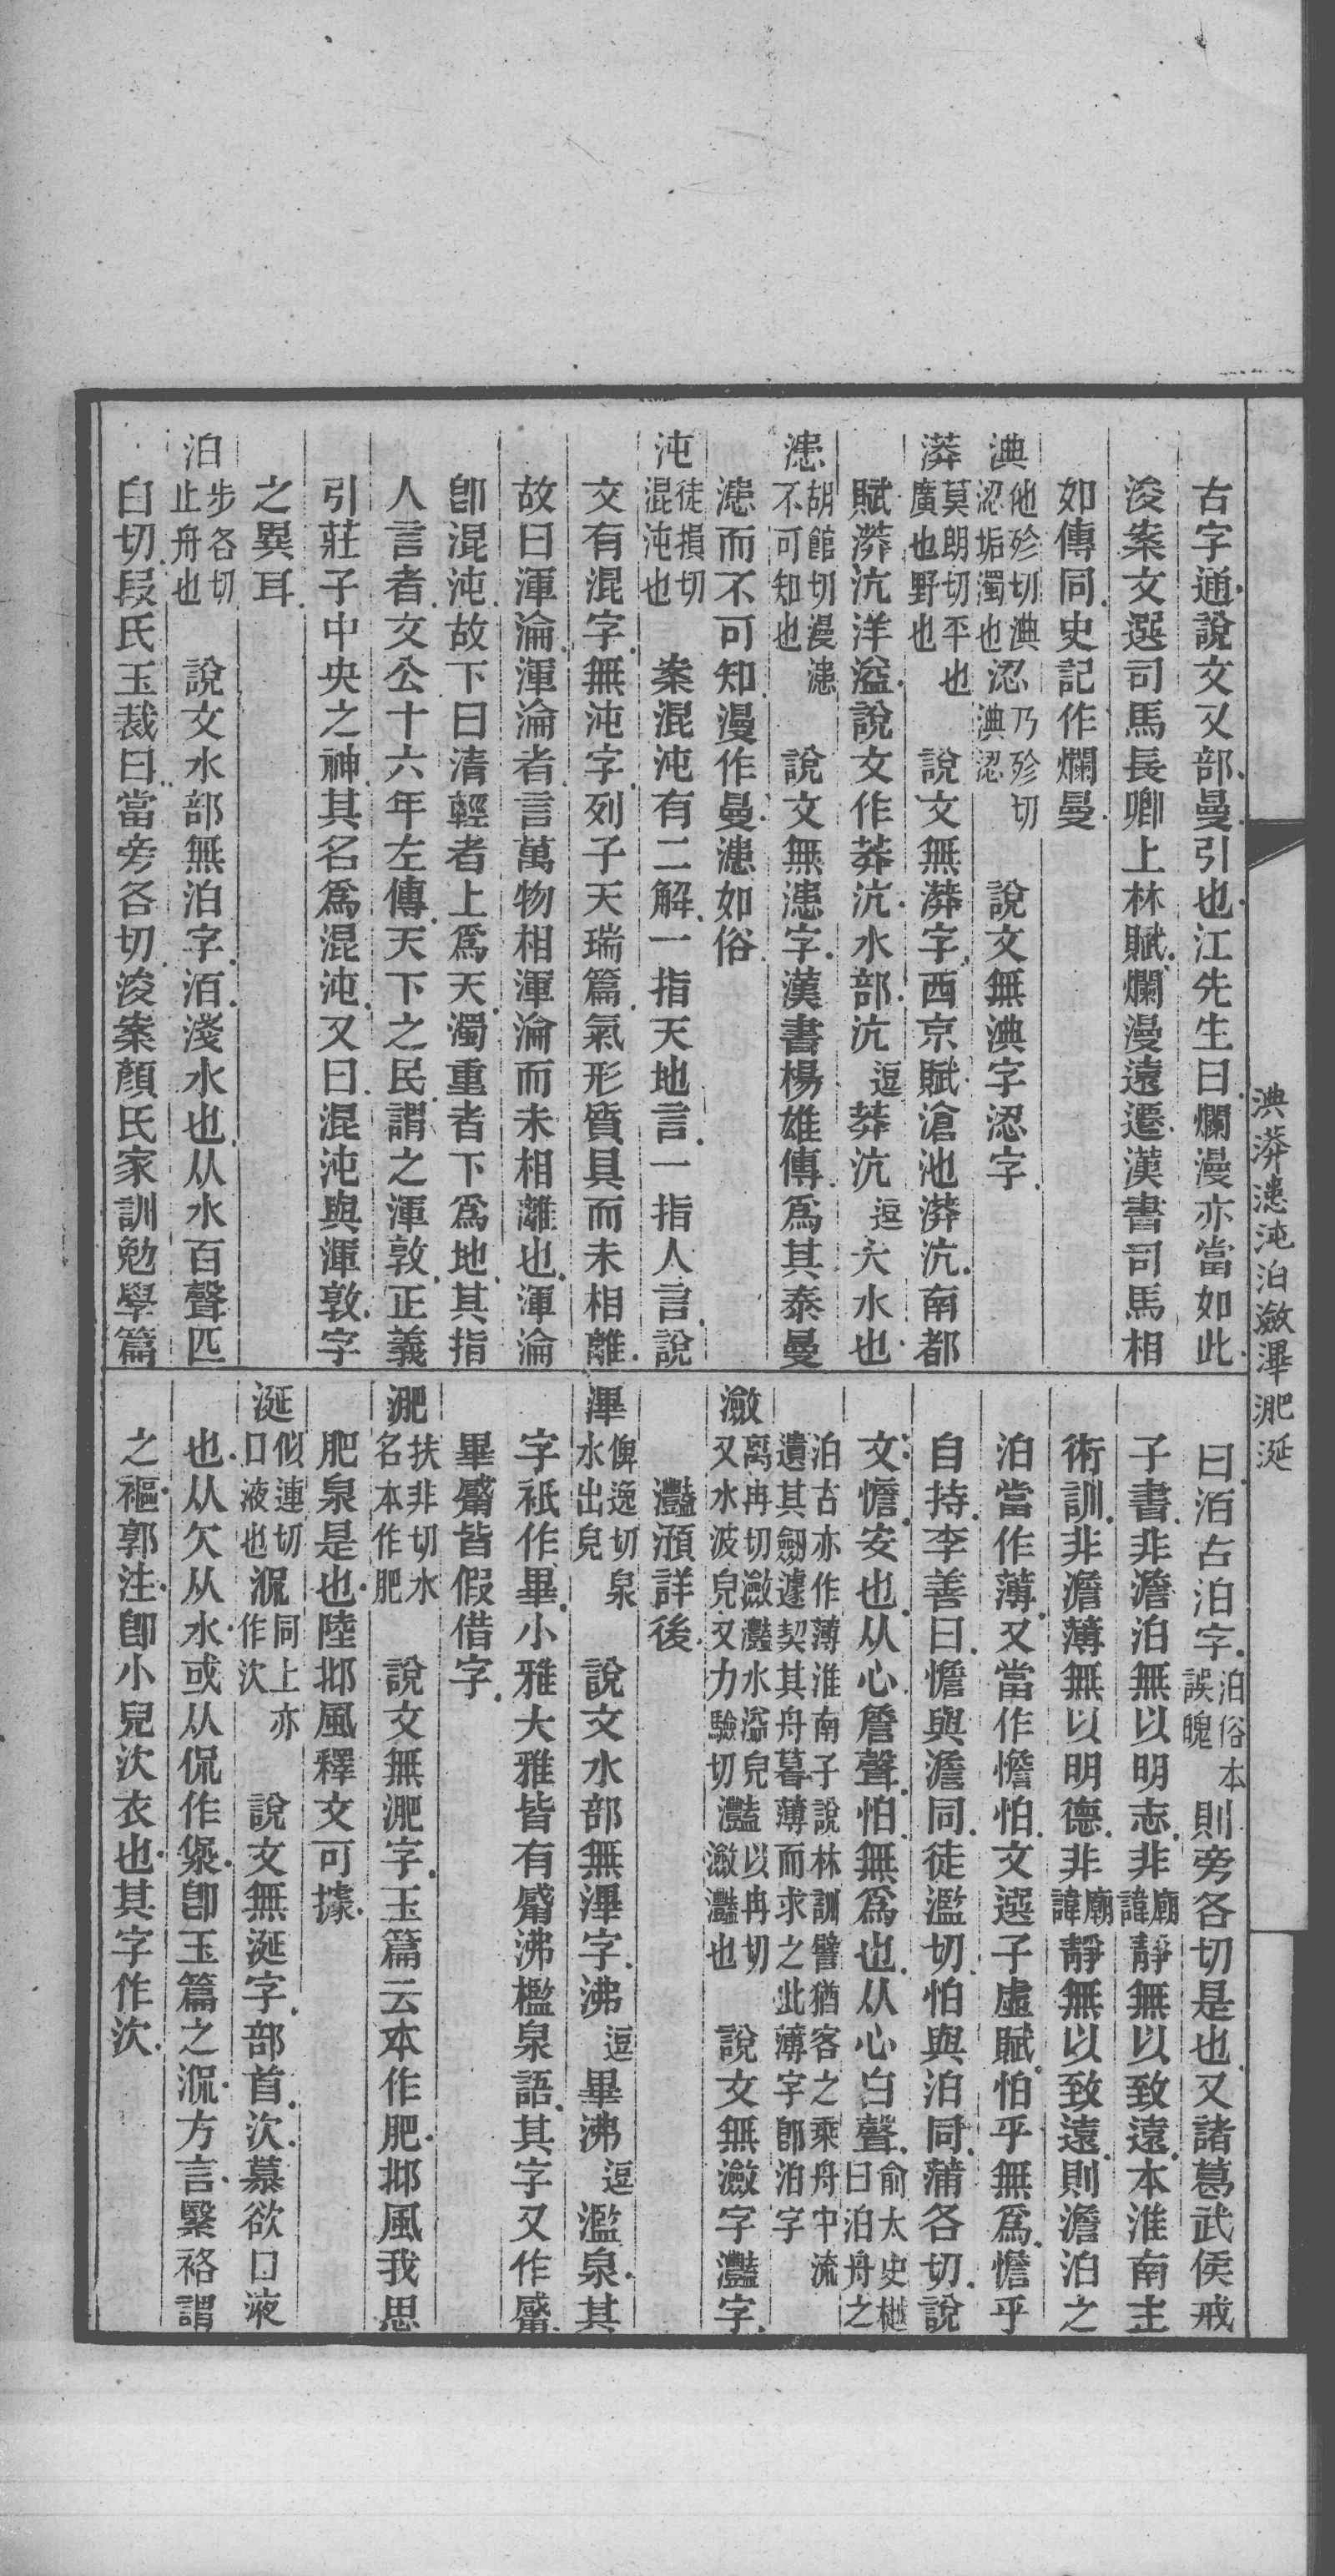 古字通說文又部曼引也江先生曰爛漫亦當如此
浚案文選司馬長卿上林賦爛漫遠遷漢書司馬相
如傳同史記作爛曼
淟他殄切淟涊垢濁也涊乃殄切淟涊 說文無淟字涊字
漭莫朗切平也廣也野也 說文無漭字西京賦滄池漭沆南都
賦漭沆洋溢說文作莽沆水部沆逗莽沆逗大水也
漶胡館切漫漶不可知也 說文無漶字漢書楊雄傳爲其泰曼
漶而不可知漫作曼漶如俗
沌徒損切混沌也 案混沌有二解一指天地言一指人言說
文有混字無沌字列子天瑞篇氣形質具而未相離
故曰渾淪渾淪者言萬物相渾淪而未相離也渾淪
卽混沌故下曰清輕者上爲天濁重者下爲地其指
人言者文公十六年左傳天下之民謂之渾敦正義
引莊子中央之神其名爲混沌又曰混沌與渾敦字
之異耳
泊步各切止舟也 說文水部無泊字洦淺水也从水百聲匹
白切段氏玉裁曰當旁各切浚案顏氏家訓勉學篇
曰洦古泊字泊俗本誤魄則旁各切是也又諸葛武侯戒
子書非澹泊無以明志非廟諱靜無以致遠本淮南主
術訓非澹薄無以明德非廟諱靜無以致遠則澹泊之
泊當作薄又當作憺怕文選子虛賦怕乎無爲憺乎
自持李善曰憺與澹同徒濫切怕與泊同蒲各切說
文憺安也从心詹聲怕無爲也从心白聲俞太史樾曰泊舟之
泊古亦作薄淮南子說林訓譬猶客之乘舟中流遺其劒遽契其舟暮薄而求之此薄字卽泊字
瀲离冉切瀲灩水溢皃又水波皃又力驗切灩以冉切瀲灩也 說文無瀲字灩字
灩澦詳後
滭俾逸切泉水出皃 說文水部無滭字沸逗畢沸逗濫泉其
字祇作畢小雅大雅皆有觱沸檻泉語其字又作觱
畢觱皆假借字
淝扶非切水名本作肥 說文無淝字玉篇云本作肥邶風我思
肥泉是也陸邶風釋文可據
涎似連切口液也㳄同上亦作次 說文無涎字部首㳄慕欲口液
也从欠从水或从侃作㳄卽玉篇之㳄方言繄袼謂
之䙔郭注卽小兒㳄衣也其字作㳄
淟漭漶沌泊瀲滭淝涎